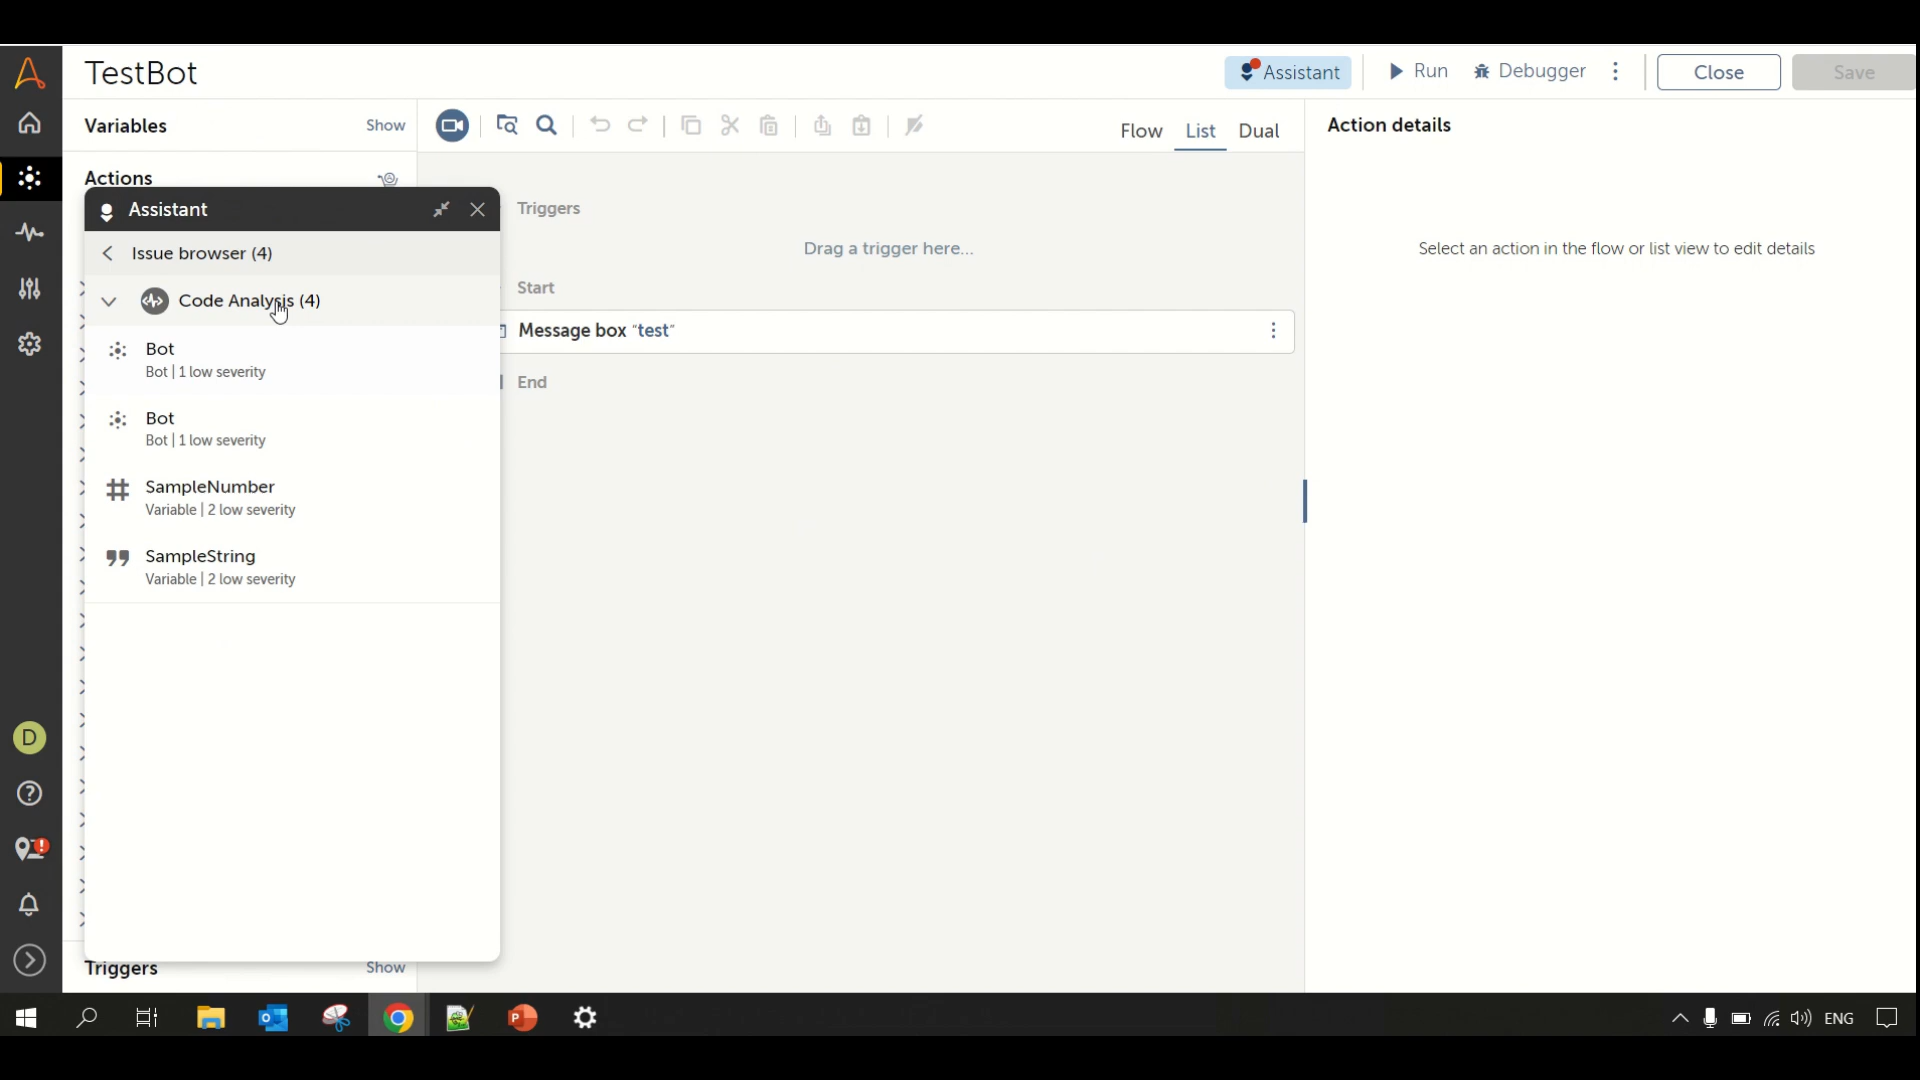 TestBot
Assistant
Run
Debugger
Close
Save
Variables
Show
Flow
List
Dual
Action details
Actions
Assistant
Issue browser (4)
Code Analysis (4)
Bot
Bot | 1 low severity
Bot
Bot | 1 low severity
SampleNumber
Variable | 2 low severity
SampleString
Variable | 2 low severity
Triggers
Drag a trigger here...
Start
Message box "test"
End
Select an action in the flow or list view to edit details
D
Triggers
Show
ENG